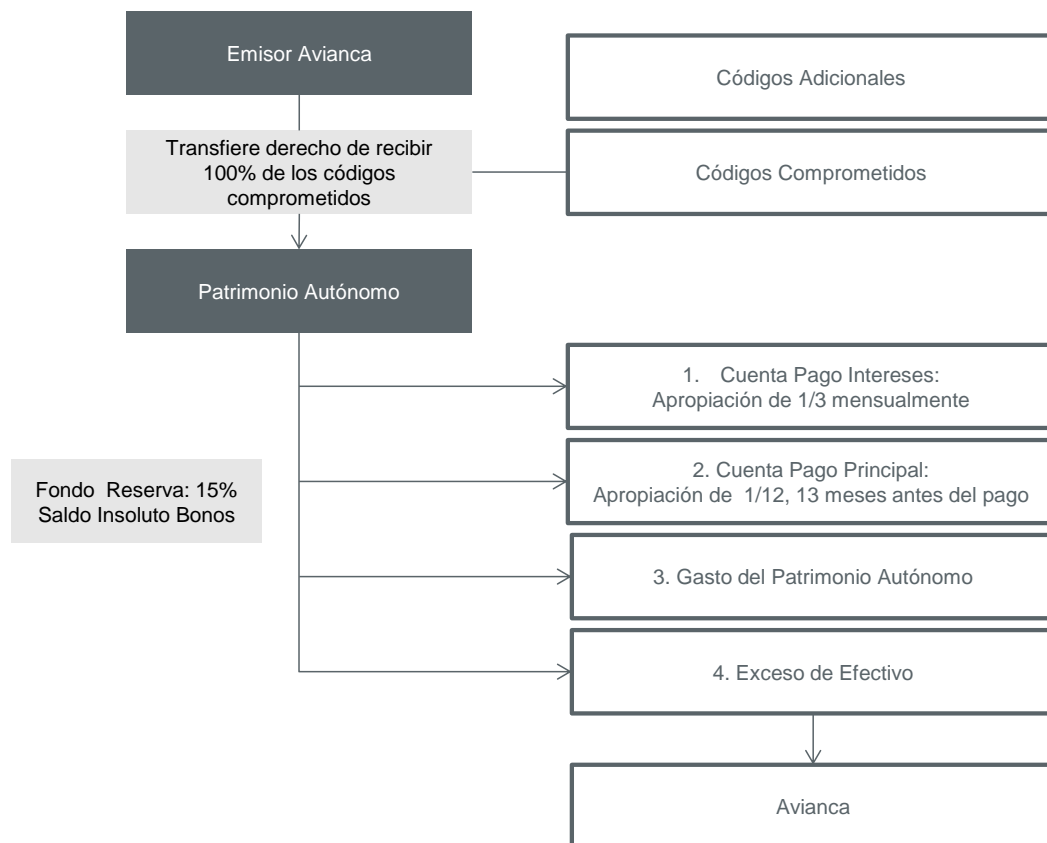 Emisor Avianca
Códigos Adicionales
Transfiere derecho de recibir
100% de los códigos
comprometidos
Códigos Comprometidos
Patrimonio Autónomo
1. Cuenta Pago Intereses:
Apropiación de 1/3 mensualmente
Fondo Reserva: 15%
Saldo Insoluto Bonos
2. Cuenta Pago Principal:
Apropiación de 1/12, 13 meses antes del pago
3. Gasto del Patrimonio Autónomo
4. Exceso de Efectivo
Avianca